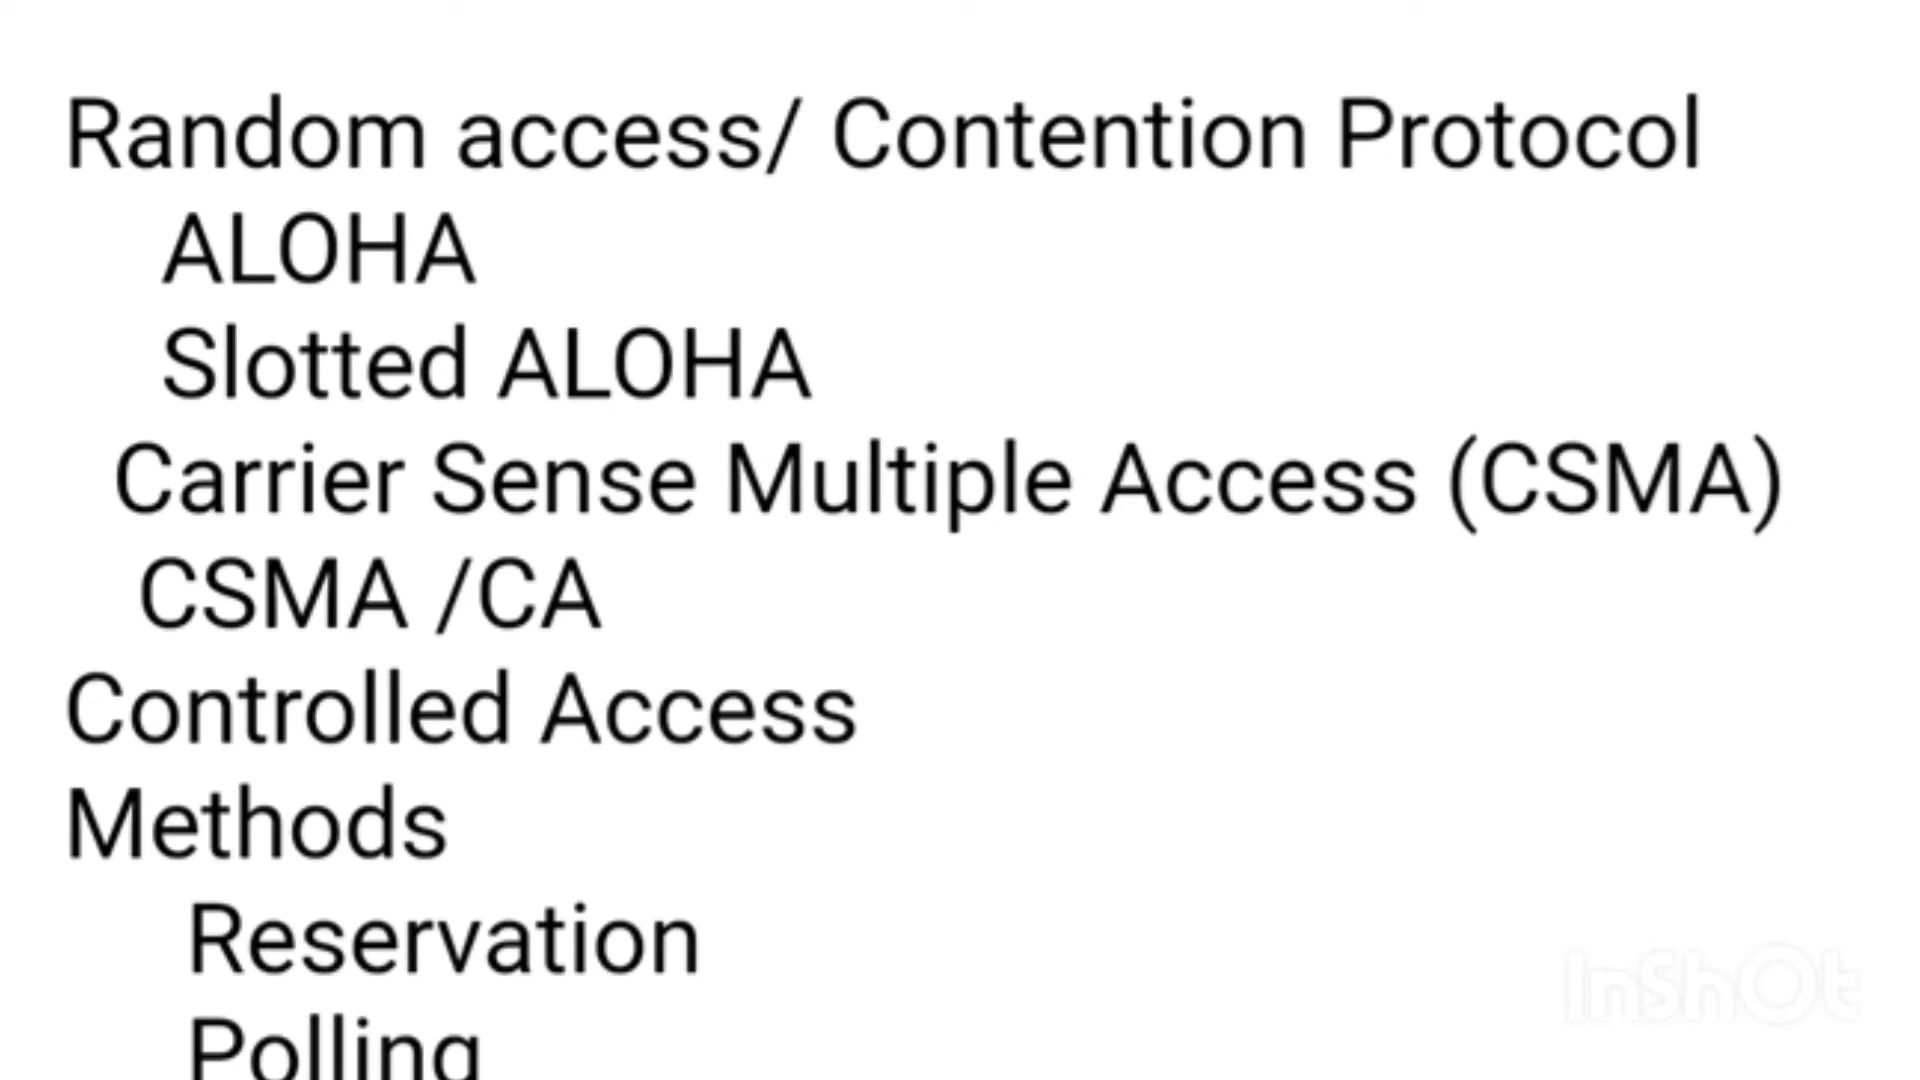 Random access/ Contention Protocol
ALOHA
Slotted ALOHA
Carrier Sense Multiple Access (CSMA)
CSMA /CA
Controlled Access
Methods
Reservation
Polling
InShOt